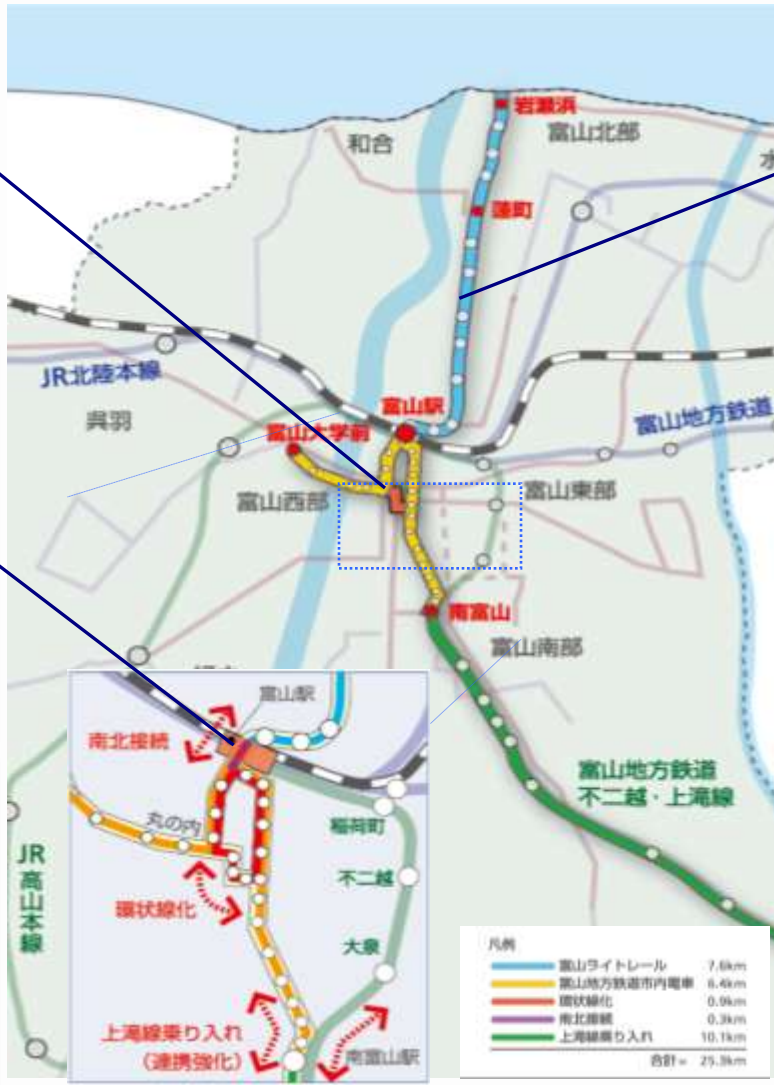 岩瀬浜
富山北部
和合
水
蓮町
JR北陸本線
富山駅
富山地方鉄道
呉羽
富山大学前
富山西部
富山東部
南富山
富山南部
富山駅
南北接続
富山地方鉄道
不二越・上滝線
丸の内
稲荷町
JR高山本線
不二越
環状線化
大泉
上滝線乗り入れ
(連携強化)
南富山駅
凡例
富山ライトレール 7.6km
富山地方鉄道市内電車 6.4km
環状線化 0.9km
南北接続 0.3km
上滝線乗り入れ 10.1km
合計= 25.3km